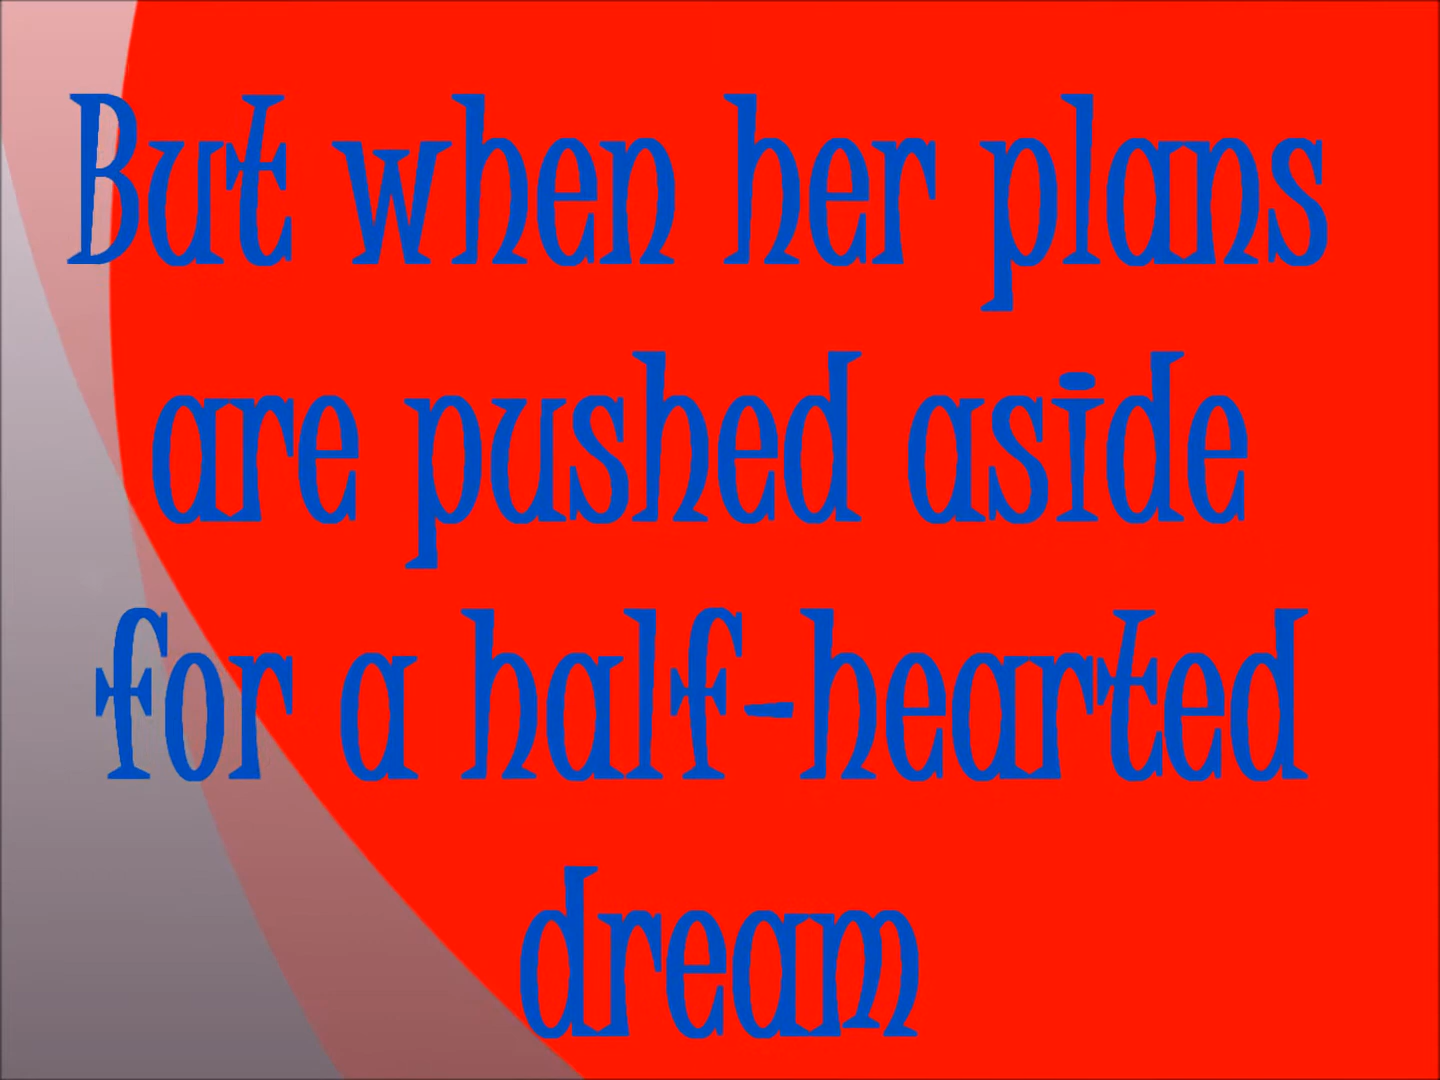 But when her plans
are pushed aside
for a half-hearted
dream